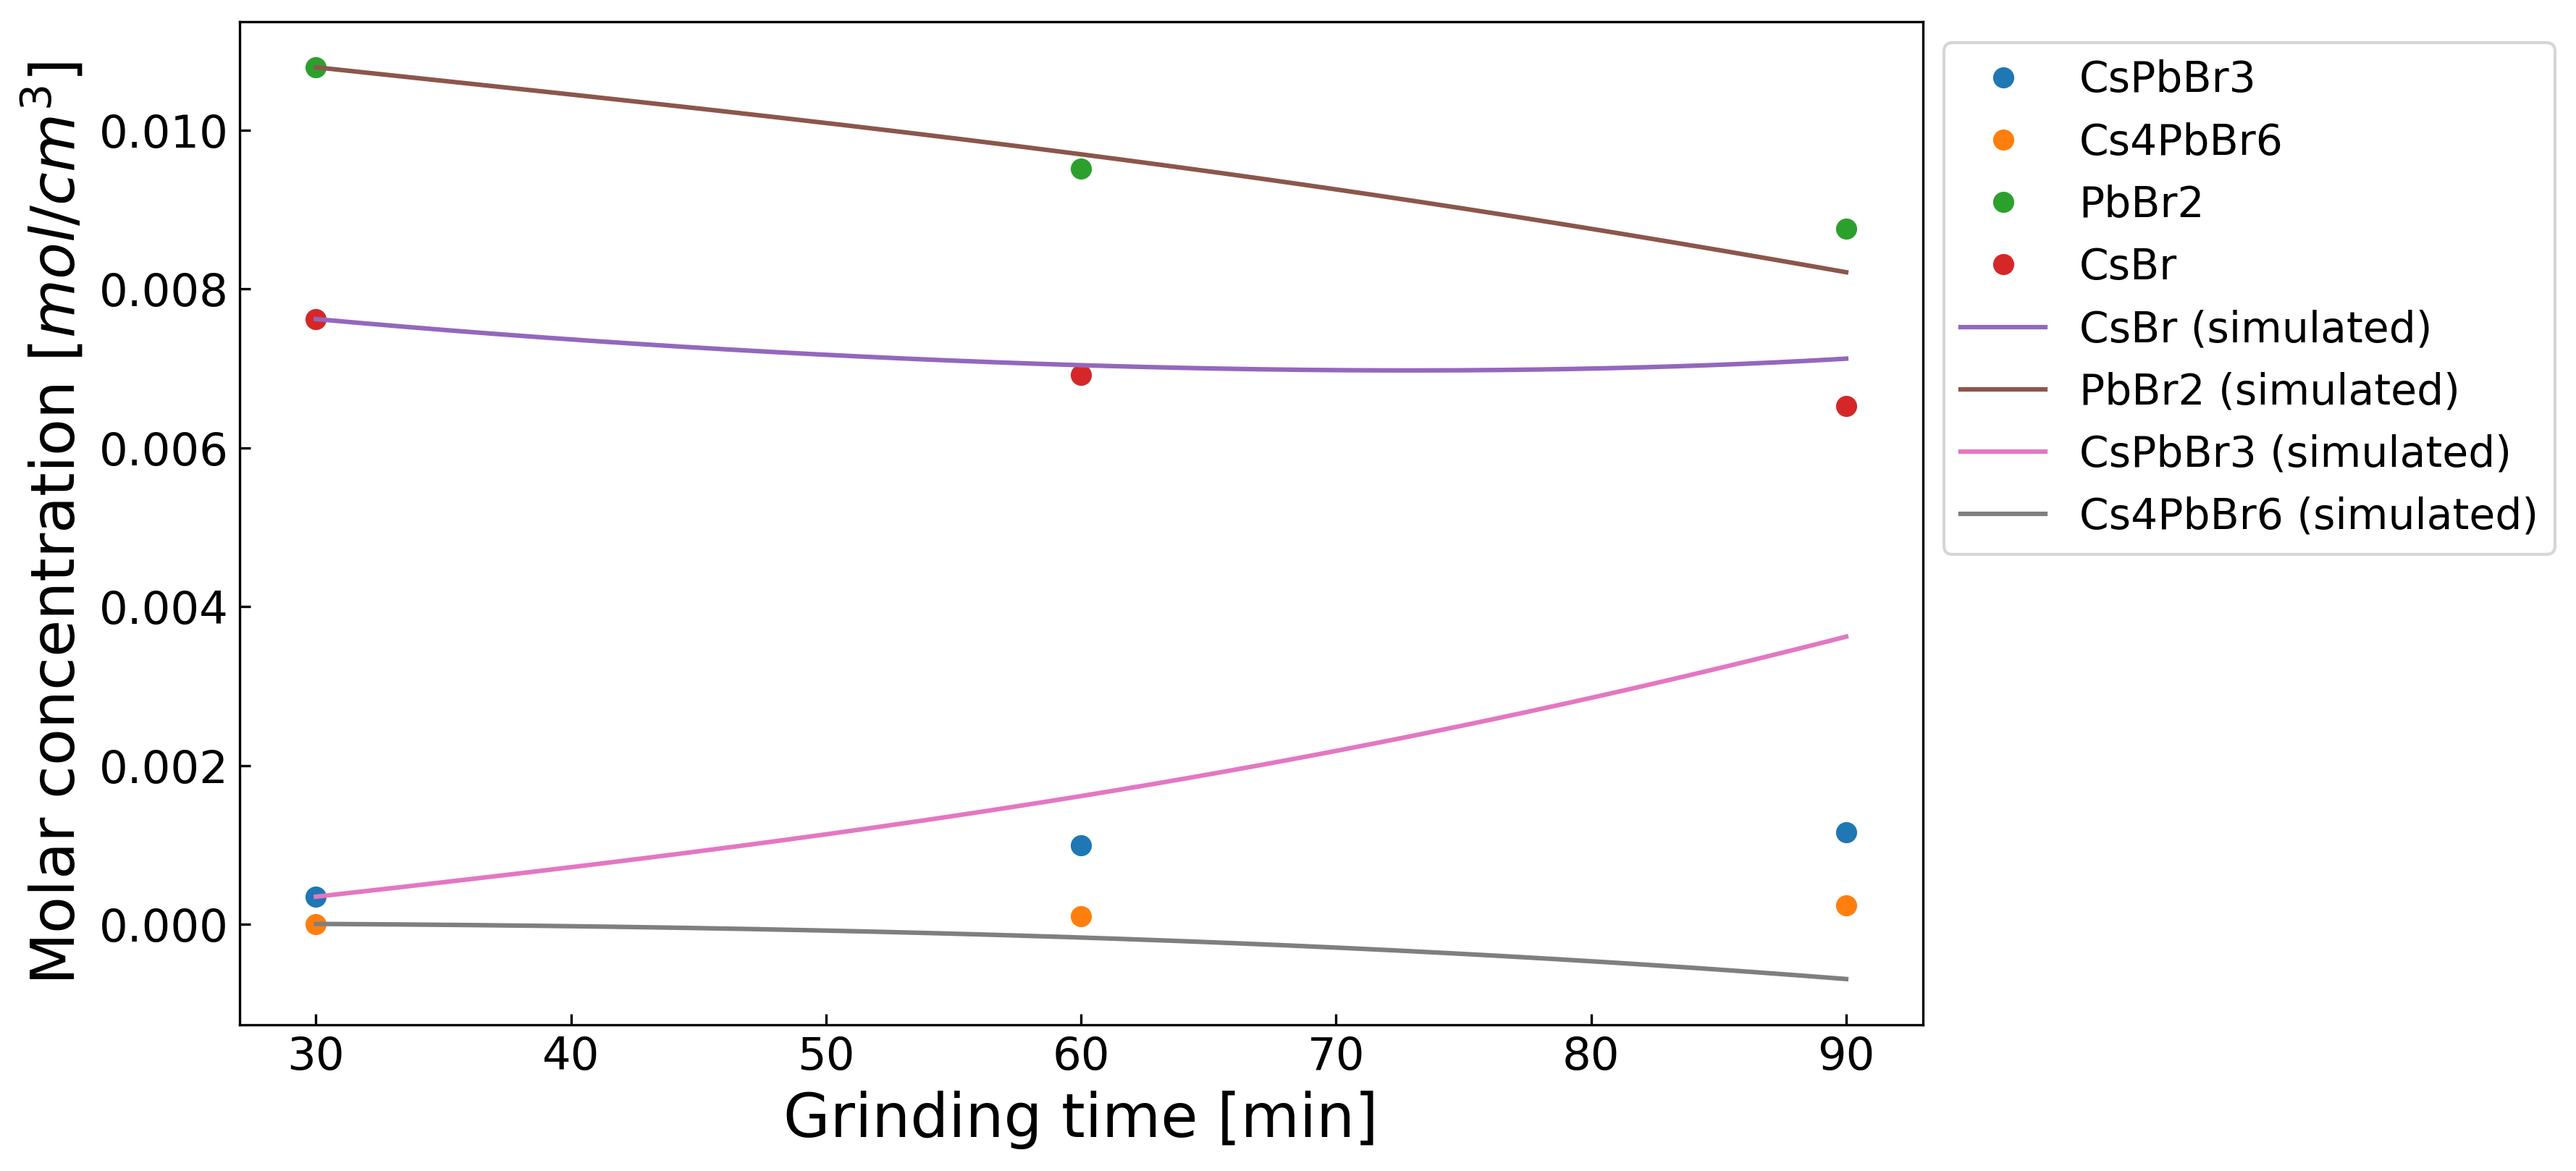 Molar concentration [mol/cm³]
0.010
0.008
0.006
0.004
0.002
0.000
30 40 50 60 70 80 90
Grinding time [min]
CsPbBr3
Cs4PbBr6
PbBr2
CsBr
CsBr (simulated)
PbBr2 (simulated)
CsPbBr3 (simulated)
Cs4PbBr6 (simulated)